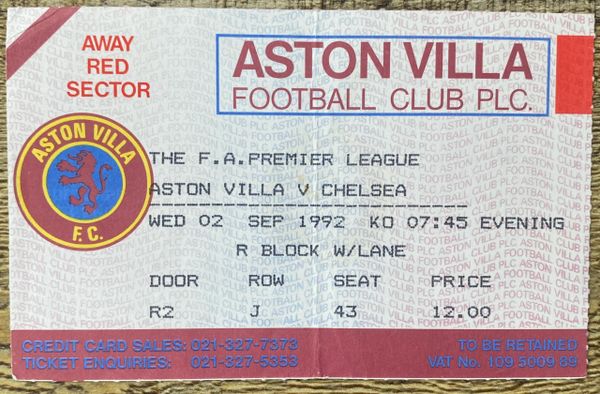 AWAY
RED
SECTOR
ASTON VILLA
FOOTBALL CLUB PLC.
ASTON VILLA
F.C.
THE F.A.PREMIER LEAGUE
ASTON VILLA V CHELSEA
WED 02 SEP 1992 KO 07:45 EVENING
R BLOCK W/LANE
DOOR ROW SEAT PRICE
R2 J 43 12.00
CREDIT CARD SALES: 021-327-7373
TICKET ENQUIRIES: 021-327-5353
TO BE RETAINED
VAT No. 109 5009 89